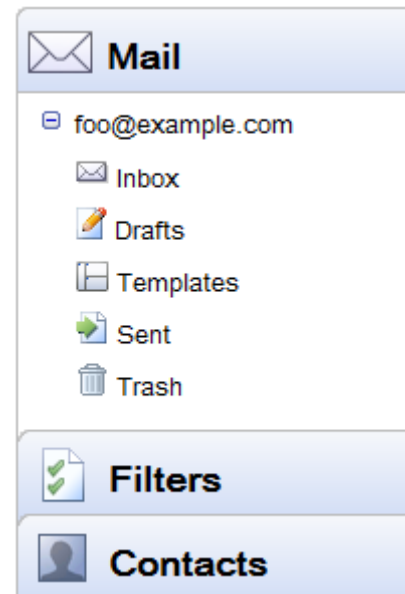 Mail
foo@example.com
Inbox
Drafts
Templates
Sent
Trash
Filters
Contacts